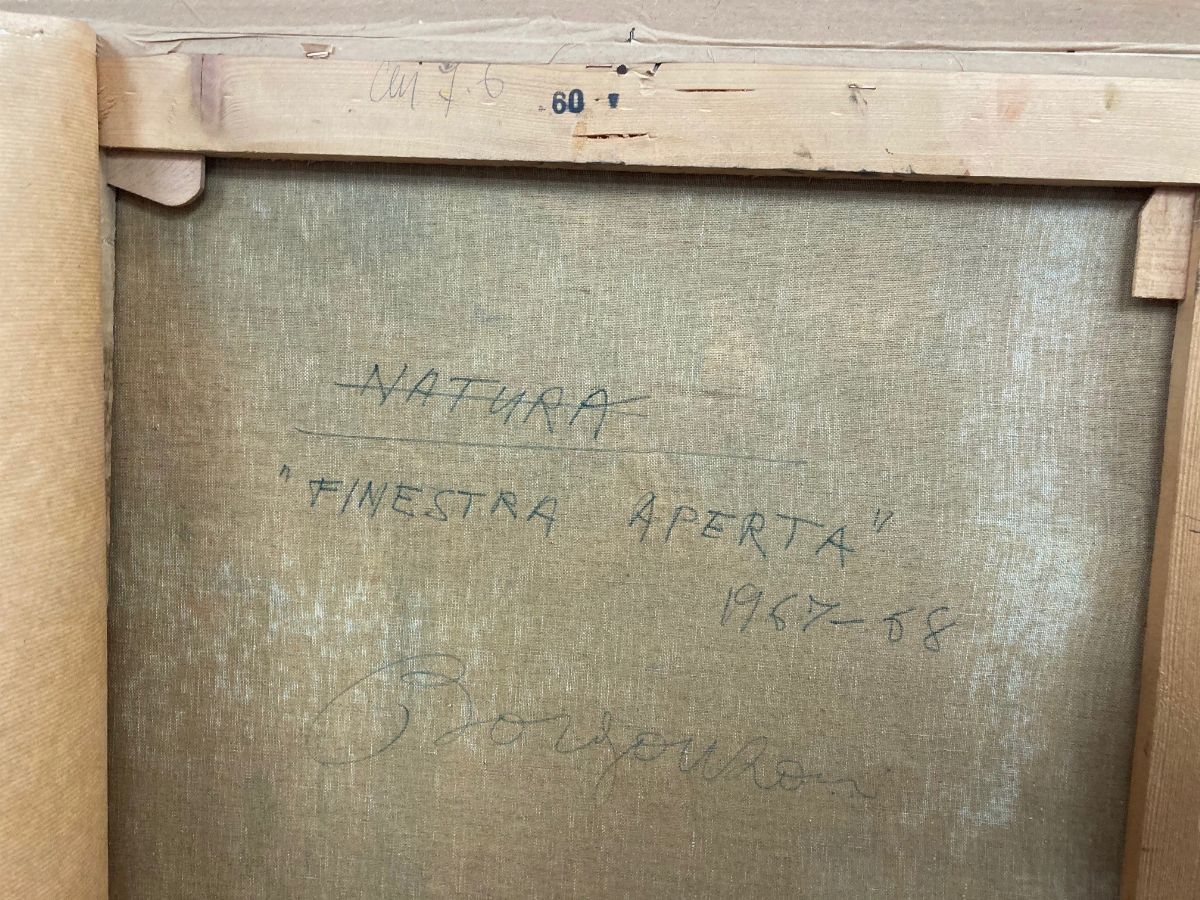 60
~~NATURA~~
"FINESTRA APERTA"
1967-68